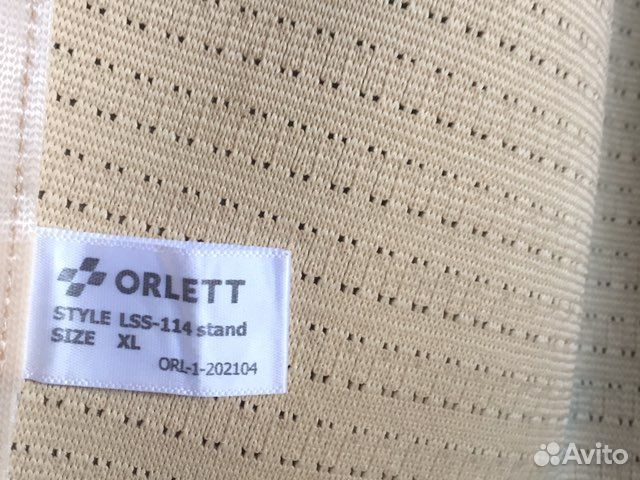 ORLETT
STYLE LSS-114 stand
SIZE XL
ORL-1-202104
Avito